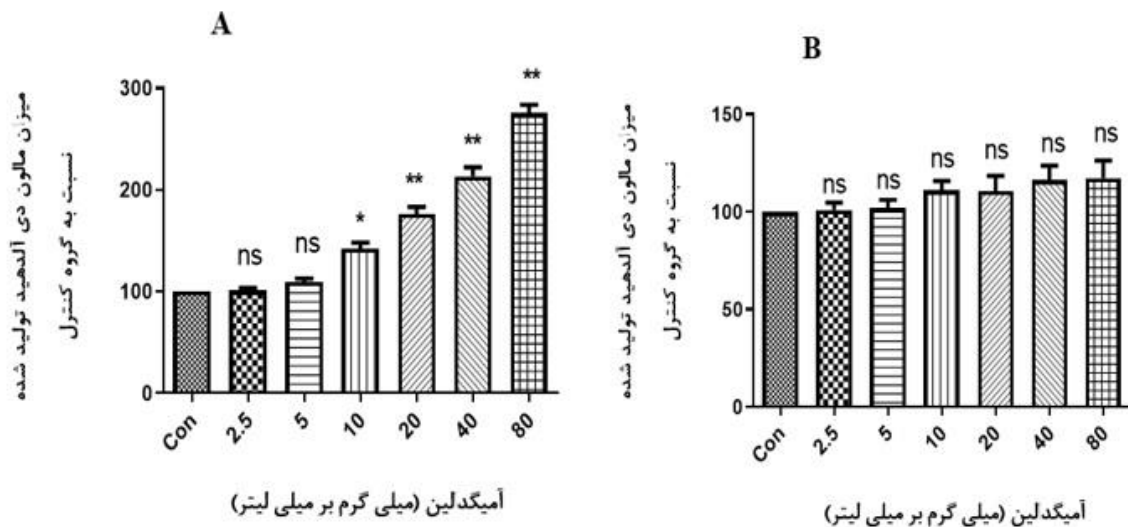 A
میزان مالون دی آلدهید تولید شده
نسبت به گروه کنترل
300
200
100
0
ns
ns
*
**
**
**
Con
2.5
5
10
20
40
80
آمیگدلین (میلی گرم بر میلی لیتر)
B
میزان مالون دی آلدهید تولید شده
نسبت به گروه کنترل
150
100
50
0
ns
ns
ns
ns
ns
ns
Con
2.5
5
10
20
40
80
آمیگدلین (میلی گرم بر میلی لیتر)